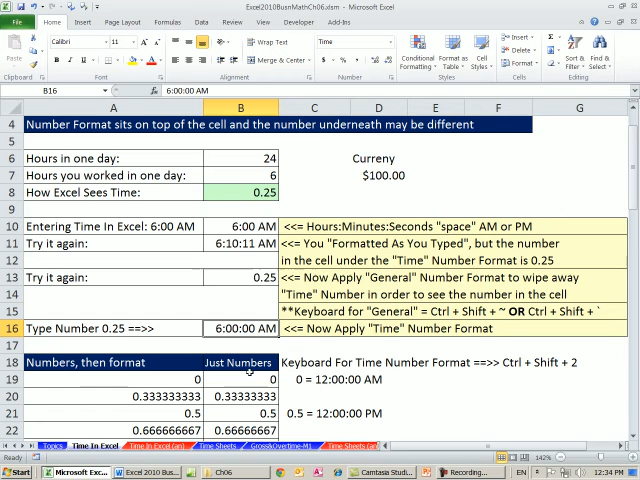 Excel2010BusnMathCh06.xlsm - Microsoft Excel
File Home Insert Page Layout Formulas Data Review View Developer Add-Ins
Calibri 11 Wrap Text Time Insert
Paste Merge & Center Conditional Formatting Format as Table Cell Styles Delete Format Sort & Filter Find & Select
Clipboard Font Alignment Number Styles Cells Editing
B16 fx 6:00:00 AM
A B C D E F G
4 Number Format sits on top of the cell and the number underneath may be different
5
6 Hours in one day: 24 Curreny
7 Hours you worked in one day: 6 $100.00
8 How Excel Sees Time: 0.25
9
10 Entering Time In Excel: 6:00 AM 6:00 AM <<= Hours:Minutes:Seconds "space" AM or PM
11 Try it again: 6:10:11 AM <<= You "Formatted As You Typed", but the number
12 in the cell under the "Time" Number Format is 0.25
13 Try it again: 0.25 <<= Now Apply "General" Number Format to wipe away
14 "Time" Number in order to see the number in the cell
15 **Keyboard for "General" = Ctrl + Shift + ~ OR Ctrl + Shift + `
16 Type Number 0.25 ==>> 6:00:00 AM <<= Now Apply "Time" Number Format
17
18 Numbers, then format Just Numbers Keyboard For Time Number Format ==>> Ctrl + Shift + 2
19 0 0 0 = 12:00:00 AM
20 0.333333333 0.33333333
21 0.5 0.5 0.5 = 12:00:00 PM
22 0.666666667 0.66666667
Topics Time In Excel Time In Excel (an) Time Sheets Gross&Overtime-M1 Time Sheets (an)
Ready 142%
Start Microsoft Exc... Excel 2010 Bus... Ch06 Camtasia Studi... Recording... EN 12:34 PM